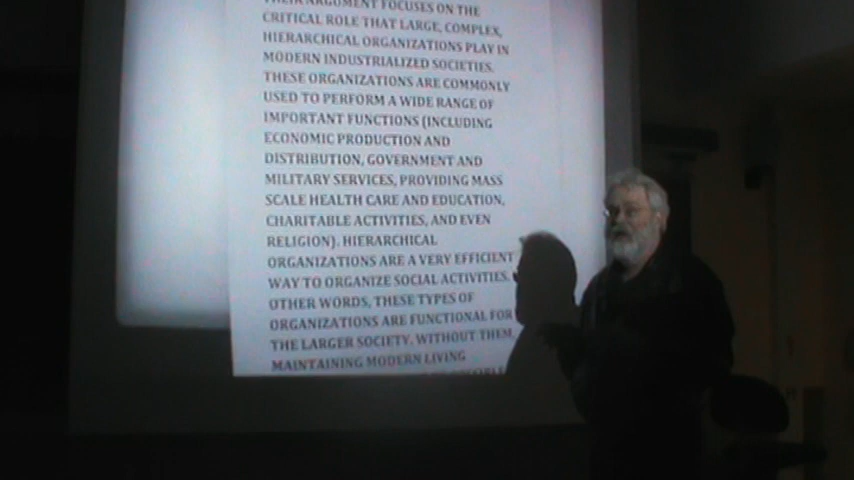 THEIR ARGUMENT FOCUSES ON THE
CRITICAL ROLE THAT LARGE, COMPLEX,
HIERARCHICAL ORGANIZATIONS PLAY IN
MODERN INDUSTRIALIZED SOCIETIES.
THESE ORGANIZATIONS ARE COMMONLY
USED TO PERFORM A WIDE RANGE OF
IMPORTANT FUNCTIONS (INCLUDING
ECONOMIC PRODUCTION AND
DISTRIBUTION, GOVERNMENT AND
MILITARY SERVICES, PROVIDING MASS
SCALE HEALTH CARE AND EDUCATION,
CHARITABLE ACTIVITIES, AND EVEN
RELIGION). HIERARCHICAL
ORGANIZATIONS ARE A VERY EFFICIENT
WAY TO ORGANIZE SOCIAL ACTIVITIES.
OTHER WORDS, THESE TYPES OF
ORGANIZATIONS ARE FUNCTIONAL FOR
THE LARGER SOCIETY. WITHOUT THEM,
MAINTAINING MODERN LIVING